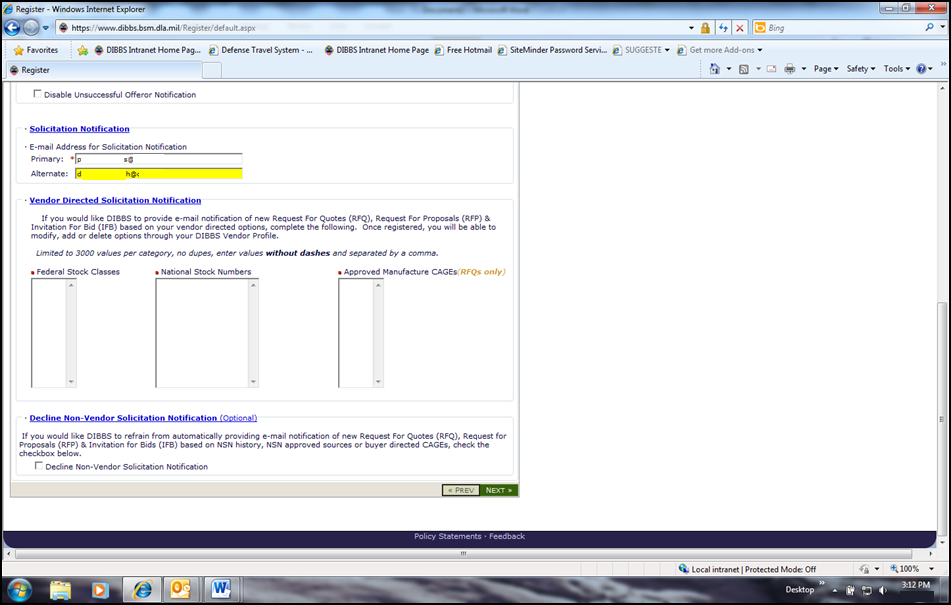 Register - Windows Internet Explorer
https://www.dibbs.bsm.dla.mil/Register/default.aspx
Bing
Favorites
DIBBS Intranet Home Pag...
Defense Travel System - ...
DIBBS Intranet Home Page
Free Hotmail
SiteMinder Password Servi...
SUGGESTE
Get more Add-ons
Register
Page
Safety
Tools
»
Disable Unsuccessful Offeror Notification
· Solicitation Notification
· E-mail Address for Solicitation Notification
Primary: * p s@
Alternate: d h@
· Vendor Directed Solicitation Notification
If you would like DIBBS to provide e-mail notification of new Request For Quotes (RFQ), Request For Proposals (RFP) &
Invitation For Bid (IFB) based on your vendor directed options, complete the following. Once registered, you will be able to
modify, add or delete options through your DIBBS Vendor Profile.
Limited to 3000 values per category, no dupes, enter values without dashes and separated by a comma.
Federal Stock Classes
National Stock Numbers
Approved Manufacture CAGEs(RFQs only)
· Decline Non-Vendor Solicitation Notification (Optional)
If you would like DIBBS to refrain from automatically providing e-mail notification of new Request For Quotes (RFQ), Request for
Proposals (RFP) & Invitation for Bids (IFB) based on NSN history, NSN approved sources or buyer directed CAGEs, check the
checkbox below.
Decline Non-Vendor Solicitation Notification
« PREV
NEXT »
Policy Statements · Feedback
Local intranet | Protected Mode: Off
100%
Desktop
»
3:12 PM